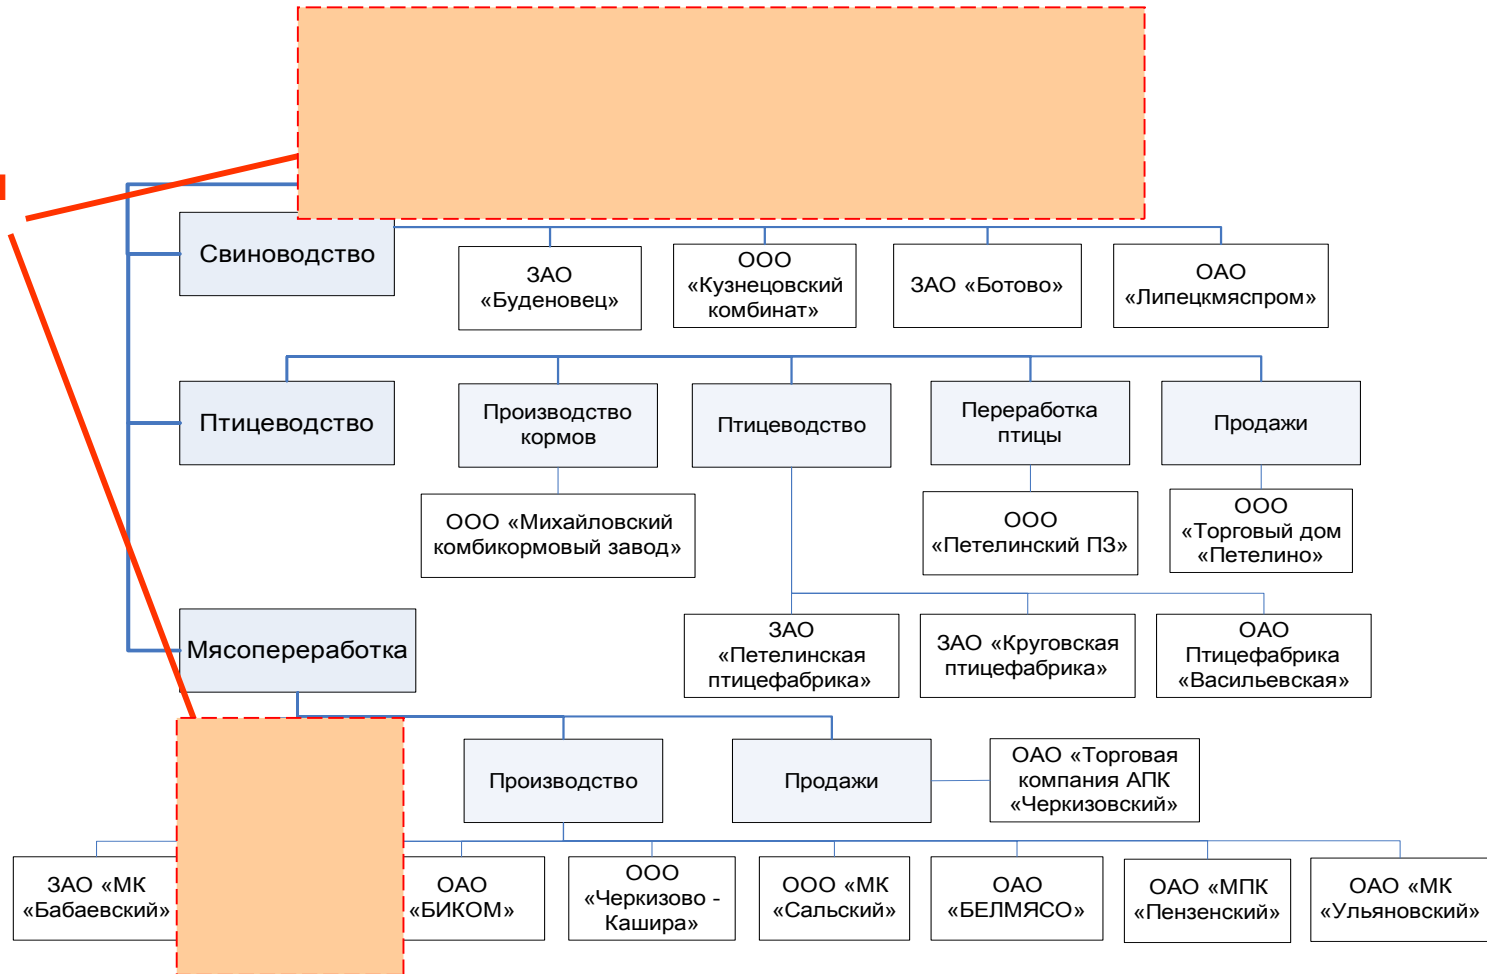 Свиноводство
ЗАО
«Буденовец»
ООО
«Кузнецовский
комбинат»
ЗАО «Ботово»
ОАО
«Липецкмяспром»
Птицеводство
Производство
кормов
Птицеводство
Переработка
птицы
Продажи
ООО «Михайловский
комбикормовый завод»
ООО
«Петелинский ПЗ»
ООО
«Торговый дом
«Петелино»
Мясопереработка
ЗАО
«Петелинская
птицефабрика»
ЗАО «Круговская
птицефабрика»
ОАО
Птицефабрика
«Васильевская»
Производство
Продажи
ОАО «Торговая
компания АПК
«Черкизовский»
ЗАО «МК
«Бабаевский»
ОАО
«БИКОМ»
ООО
«Черкизово -
Кашира»
ООО «МК
«Сальский»
ОАО
«БЕЛМЯСО»
ОАО «МПК
«Пензенский»
ОАО «МК
«Ульяновский»